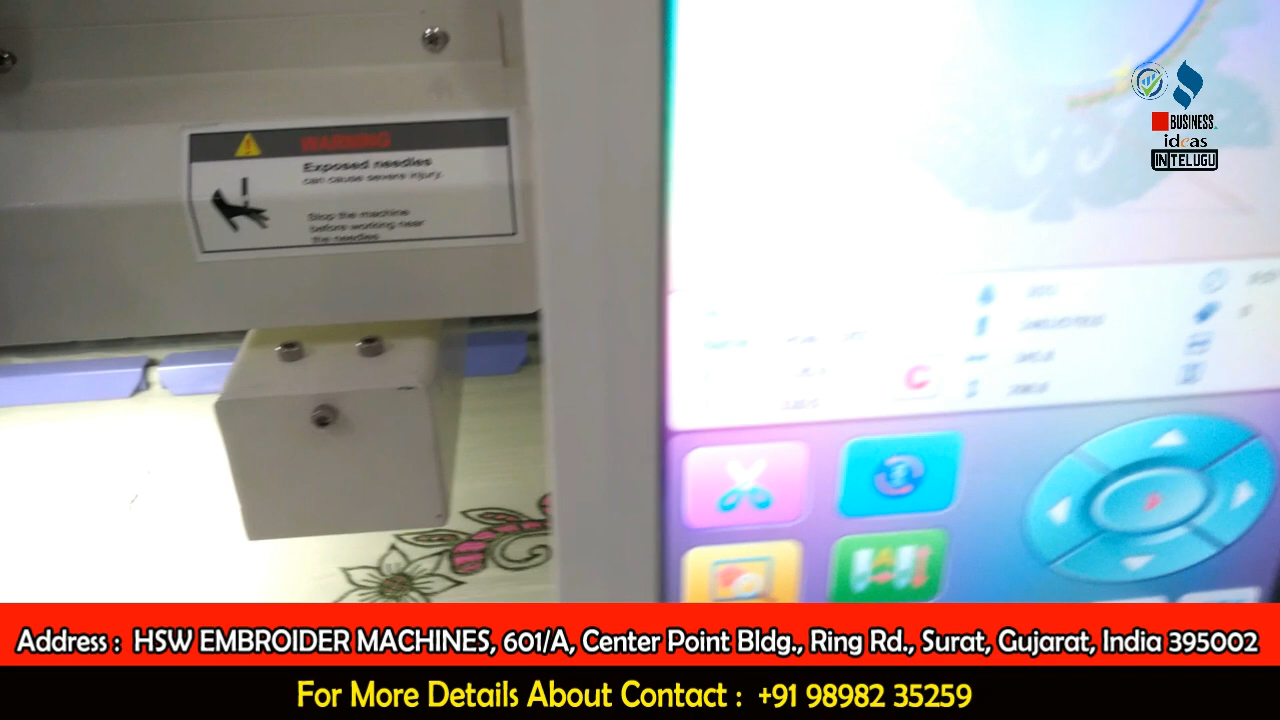 WARNING
Exposed needles
can cause severe injury.
Stop the machine
before working near
the needles
BUSINESS
ideas
IN TELUGU
Address : HSW EMBROIDER MACHINES, 601/A, Center Point Bldg., Ring Rd., Surat, Gujarat, India 395002
For More Details About Contact : +91 98982 35259